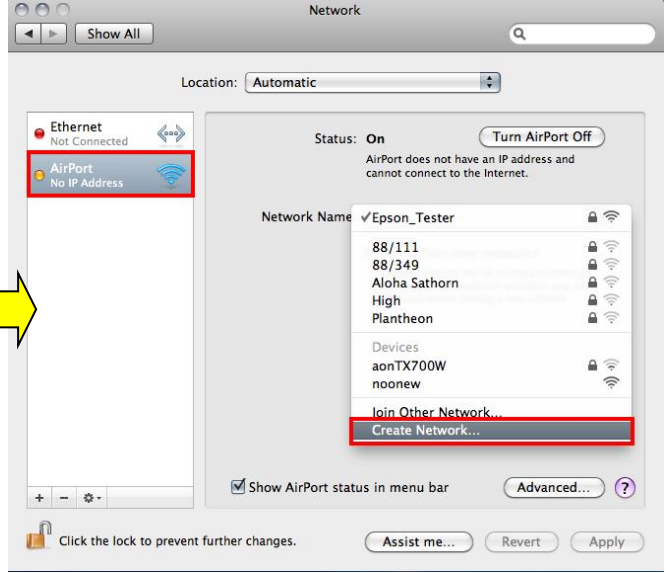 Network
Show All
Location: Automatic
Ethernet
Not Connected
AirPort
No IP Address
Status: On
Turn AirPort Off
AirPort does not have an IP address and
cannot connect to the Internet.
Network Name
✓Epson_Tester
88/111
88/349
Aloha Sathorn
High
Plantheon
Devices
aonTX700W
noonew
Join Other Network...
Create Network...
Show AirPort status in menu bar
Advanced...
?
Click the lock to prevent further changes.
Assist me...
Revert
Apply